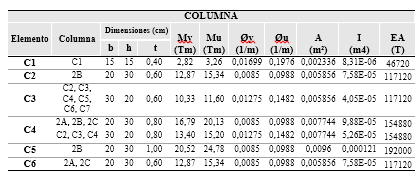 COLUMNA
Elemento Columna Dimensiones (cm) My Mu Øy Øu A I EA
b h t (Tm) (Tm) (1/m) (1/m) (m²) (m4) (T)
C1 C1 15 15 0,40 2,82 3,26 0,01699 0,1976 0,002336 8,31E-06 46720
C2 2B 20 30 0,60 12,87 15,34 0,0085 0,0988 0,005856 7,58E-05 117120
C3 C2, C3, C4, C5, C6, C7 30 20 0,60 10,33 11,60 0,01275 0,1482 0,005856 4,05E-05 117120
C4 2A, 2B, 2C 20 30 0,80 16,79 20,13 0,0085 0,0988 0,007744 9,88E-05 154880
C2, C3, C4 30 20 0,80 13,40 15,20 0,01275 0,1482 0,007744 5,26E-05 154880
C5 2B 20 30 1,00 20,52 24,78 0,0085 0,0988 0,0096 0,000121 192000
C6 2A, 2C 20 30 0,60 12,87 15,34 0,0085 0,0988 0,005856 7,58E-05 117120